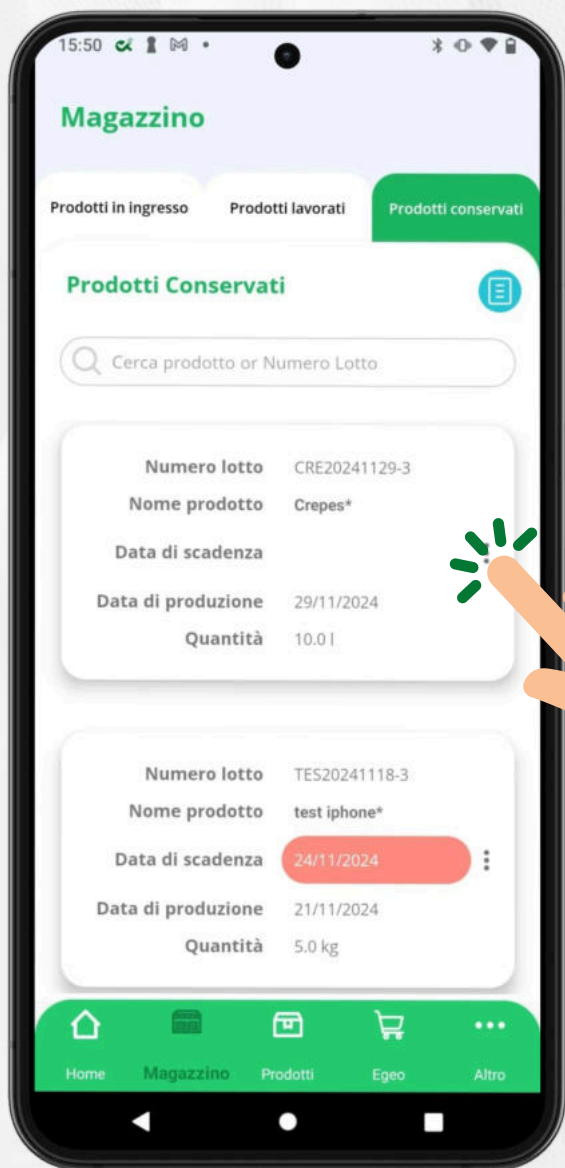 15:50
Magazzino
Prodotti in ingresso Prodotti lavorati Prodotti conservati
Prodotti Conservati
Cerca prodotto or Numero Lotto
Numero lotto CRE20241129-3
Nome prodotto Crepes*
Data di scadenza
Data di produzione 29/11/2024
Quantità 10.0 l
Numero lotto TES20241118-3
Nome prodotto test iphone*
Data di scadenza 24/11/2024
Data di produzione 21/11/2024
Quantità 5.0 kg
Home Magazzino Prodotti Egeo Altro